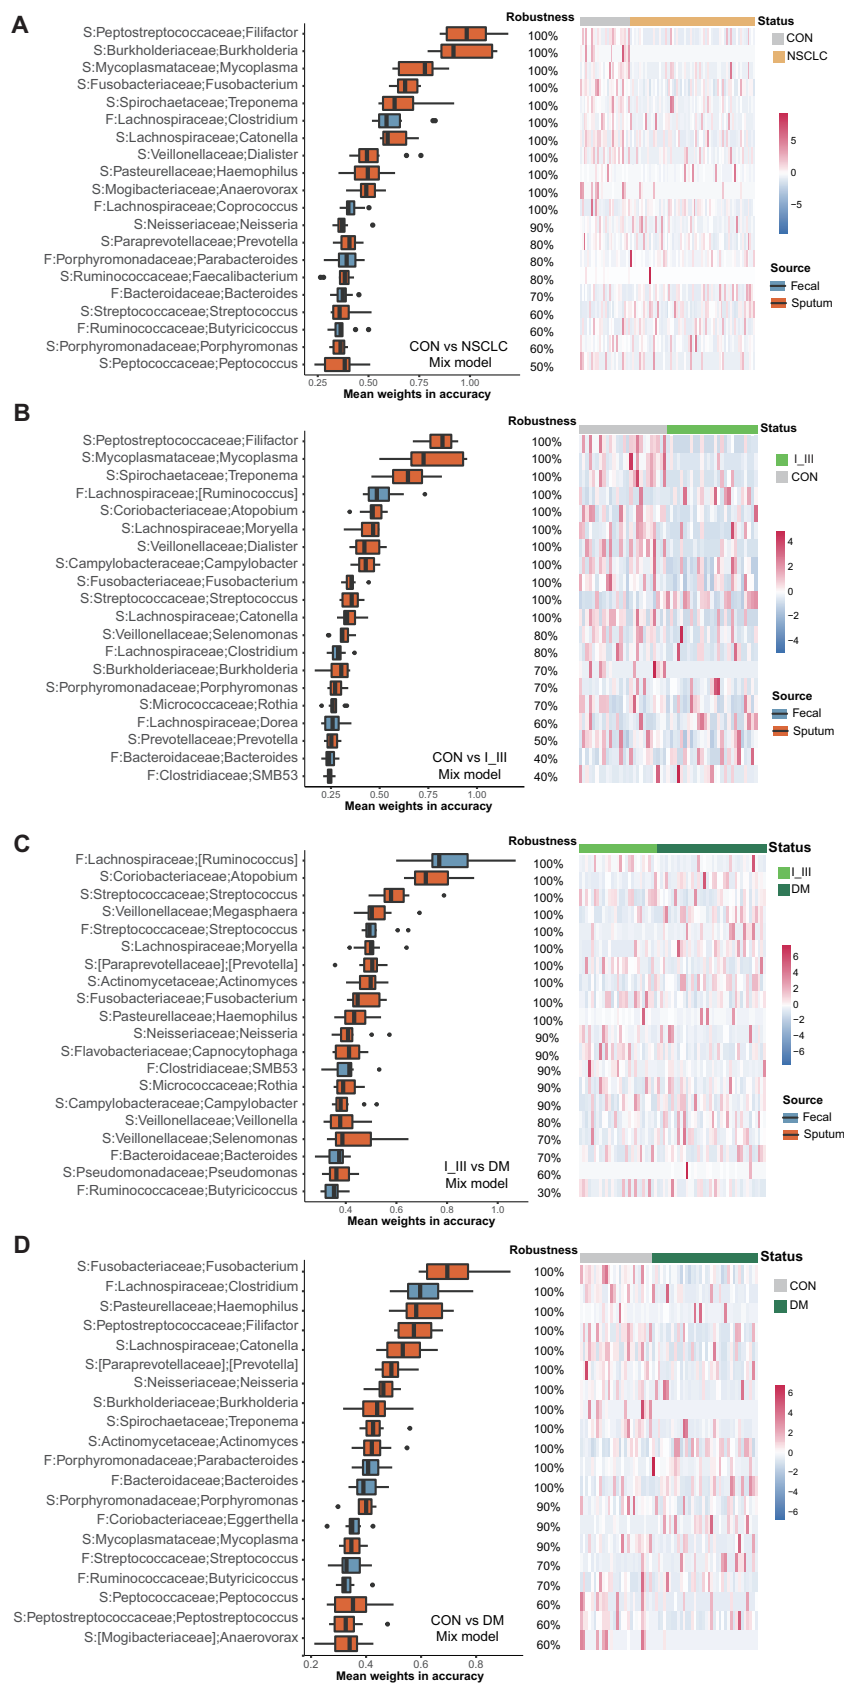 A
Robustness
Status
S:Peptostreptococcaceae;Filifactor 100%
S:Burkholderiaceae;Burkholderia 100%
S:Mycoplasmataceae;Mycoplasma 100%
S:Fusobacteriaceae;Fusobacterium 100%
S:Spirochaetaceae;Treponema 100%
F:Lachnospiraceae;Clostridium 100%
S:Lachnospiraceae;Catonella 100%
S:Veillonellaceae;Dialister 100%
S:Pasteurellaceae;Haemophilus 100%
S:Mogibacteriaceae;Anaerovorax 100%
F:Lachnospiraceae;Coprococcus 100%
S:Neisseriaceae;Neisseria 90%
S:Paraprevotellaceae;Prevotella 80%
F:Porphyromonadaceae;Parabacteroides 80%
S:Ruminococcaceae;Faecalibacterium 80%
F:Bacteroidaceae;Bacteroides 70%
S:Streptococcaceae;Streptococcus 60%
F:Ruminococcaceae;Butyricicoccus 60%
S:Porphyromonadaceae;Porphyromonas 60%
S:Peptococcaceae;Peptococcus 50%
CON vs NSCLC
Mix model
0.25 0.50 0.75 1.00
Mean weights in accuracy
CON
NSCLC
5
0
−5
Source
Fecal
Sputum
B
Robustness
Status
S:Peptostreptococcaceae;Filifactor 100%
S:Mycoplasmataceae;Mycoplasma 100%
S:Spirochaetaceae;Treponema 100%
F:Lachnospiraceae;[Ruminococcus] 100%
S:Coriobacteriaceae;Atopobium 100%
S:Lachnospiraceae;Moryella 100%
S:Veillonellaceae;Dialister 100%
S:Campylobacteraceae;Campylobacter 100%
S:Fusobacteriaceae;Fusobacterium 100%
S:Streptococcaceae;Streptococcus 100%
S:Lachnospiraceae;Catonella 100%
S:Veillonellaceae;Selenomonas 80%
F:Lachnospiraceae;Clostridium 80%
S:Burkholderiaceae;Burkholderia 70%
S:Porphyromonadaceae;Porphyromonas 70%
S:Micrococcaceae;Rothia 70%
F:Lachnospiraceae;Dorea 60%
S:Prevotellaceae;Prevotella 50%
F:Bacteroidaceae;Bacteroides 40%
F:Clostridiaceae;SMB53 40%
CON vs I_III
Mix model
0.25 0.50 0.75 1.00
Mean weights in accuracy
I_III
CON
4
2
0
−2
−4
Source
Fecal
Sputum
C
Robustness
Status
F:Lachnospiraceae;[Ruminococcus] 100%
S:Coriobacteriaceae;Atopobium 100%
S:Streptococcaceae;Streptococcus 100%
S:Veillonellaceae;Megasphaera 100%
F:Streptococcaceae;Streptococcus 100%
S:Lachnospiraceae;Moryella 100%
S:[Paraprevotellaceae];[Prevotella] 100%
S:Actinomycetaceae;Actinomyces 100%
S:Fusobacteriaceae;Fusobacterium 100%
S:Pasteurellaceae;Haemophilus 100%
S:Neisseriaceae;Neisseria 90%
S:Flavobacteriaceae;Capnocytophaga 90%
F:Clostridiaceae;SMB53 90%
S:Micrococcaceae;Rothia 90%
S:Campylobacteraceae;Campylobacter 90%
S:Veillonellaceae;Veillonella 80%
S:Veillonellaceae;Selenomonas 70%
F:Bacteroidaceae;Bacteroides 70%
S:Pseudomonadaceae;Pseudomonas 60%
F:Ruminococcaceae;Butyricicoccus 30%
I_III vs DM
Mix model
0.4 0.6 0.8 1.0
Mean weights in accuracy
I_III
DM
6
4
2
0
−2
−4
−6
Source
Fecal
Sputum
D
Robustness
Status
S:Fusobacteriaceae;Fusobacterium 100%
F:Lachnospiraceae;Clostridium 100%
S:Pasteurellaceae;Haemophilus 100%
S:Peptostreptococcaceae;Filifactor 100%
S:Lachnospiraceae;Catonella 100%
S:[Paraprevotellaceae];[Prevotella] 100%
S:Neisseriaceae;Neisseria 100%
S:Burkholderiaceae;Burkholderia 100%
S:Spirochaetaceae;Treponema 100%
S:Actinomycetaceae;Actinomyces 100%
F:Porphyromonadaceae;Parabacteroides 100%
F:Bacteroidaceae;Bacteroides 100%
S:Porphyromonadaceae;Porphyromonas 90%
F:Coriobacteriaceae;Eggerthella 90%
S:Mycoplasmataceae;Mycoplasma 90%
F:Streptococcaceae;Streptococcus 70%
F:Ruminococcaceae;Butyricicoccus 70%
S:Peptococcaceae;Peptococcus 60%
S:Peptostreptococcaceae;Peptostreptococcus 60%
S:[Mogibacteriaceae];Anaerovorax 60%
CON vs DM
Mix model
0.2 0.4 0.6 0.8
Mean weights in accuracy
CON
DM
6
4
2
0
−2
−4
−6